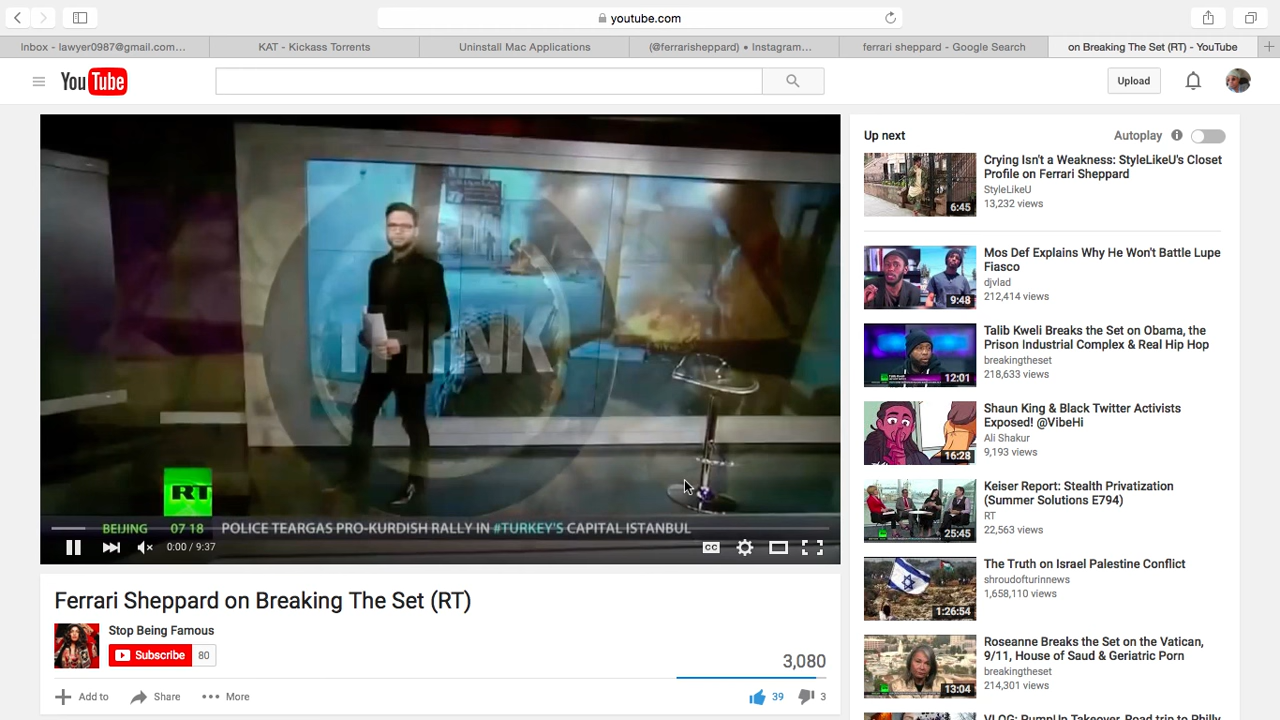 youtube.com
Inbox - lawyer0987@gmail.com...
KAT - Kickass Torrents
Uninstall Mac Applications
(@ferrarisheppard) • Instagram...
ferrari sheppard - Google Search
on Breaking The Set (RT) - YouTube
YouTube
Upload
THINK
RT
BEIJING 07 18 POLICE TEARGAS PRO-KURDISH RALLY IN #TURKEY'S CAPITAL ISTANBUL
0:00 / 9:37
CC
Ferrari Sheppard on Breaking The Set (RT)
Stop Being Famous
Subscribe 80
3,080
Add to
Share
More
39
3
Up next
Autoplay
6:45
Crying Isn't a Weakness: StyleLikeU's Closet
Profile on Ferrari Sheppard
StyleLikeU
13,232 views
9:48
Mos Def Explains Why He Won't Battle Lupe
Fiasco
djvlad
212,414 views
12:01
Talib Kweli Breaks the Set on Obama, the
Prison Industrial Complex & Real Hip Hop
breakingtheset
218,633 views
16:28
Shaun King & Black Twitter Activists
Exposed! @VibeHi
Ali Shakur
9,193 views
25:45
Keiser Report: Stealth Privatization
(Summer Solutions E794)
RT
22,563 views
1:26:54
The Truth on Israel Palestine Conflict
shroudofturinnews
1,658,110 views
13:04
Roseanne Breaks the Set on the Vatican,
9/11, House of Saud & Geriatric Porn
breakingtheset
214,301 views
VLOG: PumpUp Takeover, Road trip to Philly